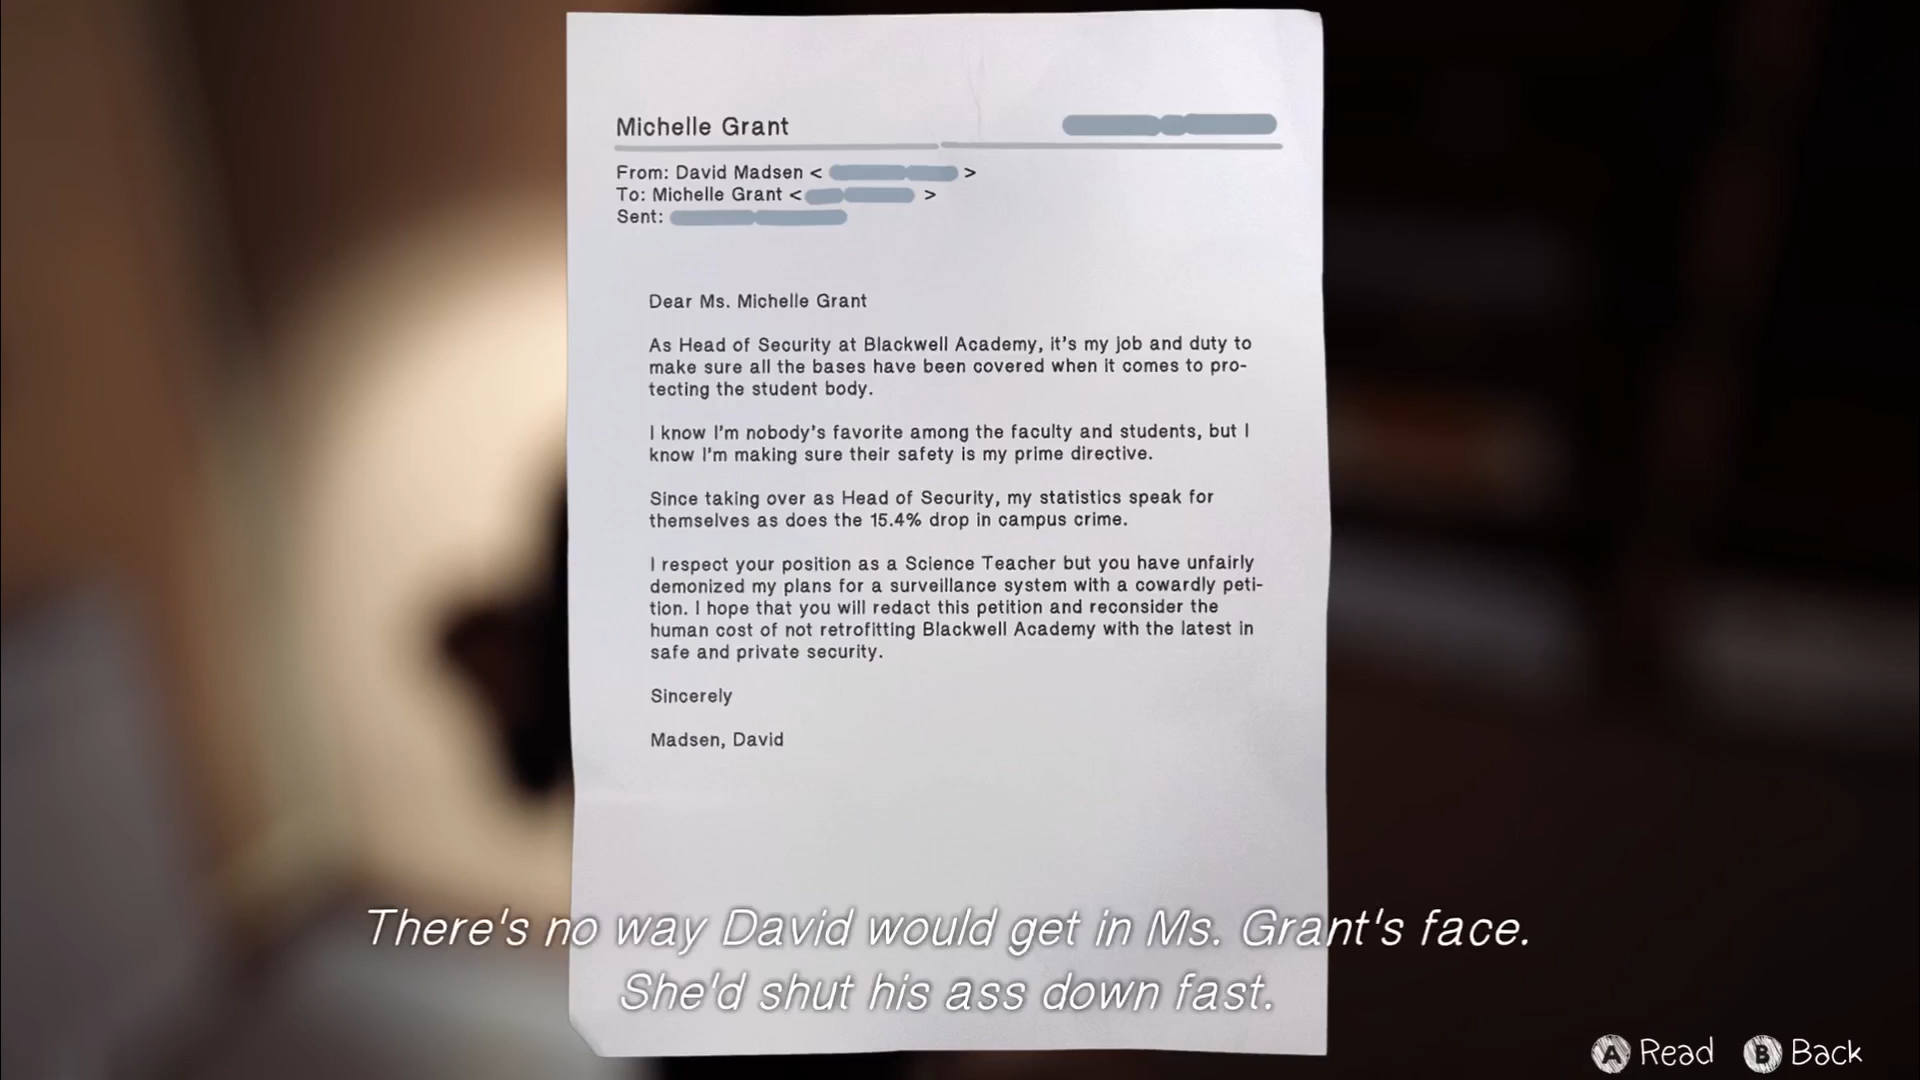 Michelle Grant
From: David Madsen < >
To: Michelle Grant < >
Sent:
Dear Ms. Michelle Grant
As Head of Security at Blackwell Academy, it's my job and duty to
make sure all the bases have been covered when it comes to pro-
tecting the student body.
I know I'm nobody's favorite among the faculty and students, but I
know I'm making sure their safety is my prime directive.
Since taking over as Head of Security, my statistics speak for
themselves as does the 15.4% drop in campus crime.
I respect your position as a Science Teacher but you have unfairly
demonized my plans for a surveillance system with a cowardly peti-
tion. I hope that you will redact this petition and reconsider the
human cost of not retrofitting Blackwell Academy with the latest in
safe and private security.
Sincerely
Madsen, David
There's no way David would get in Ms. Grant's face.
She'd shut his ass down fast.
A Read B Back